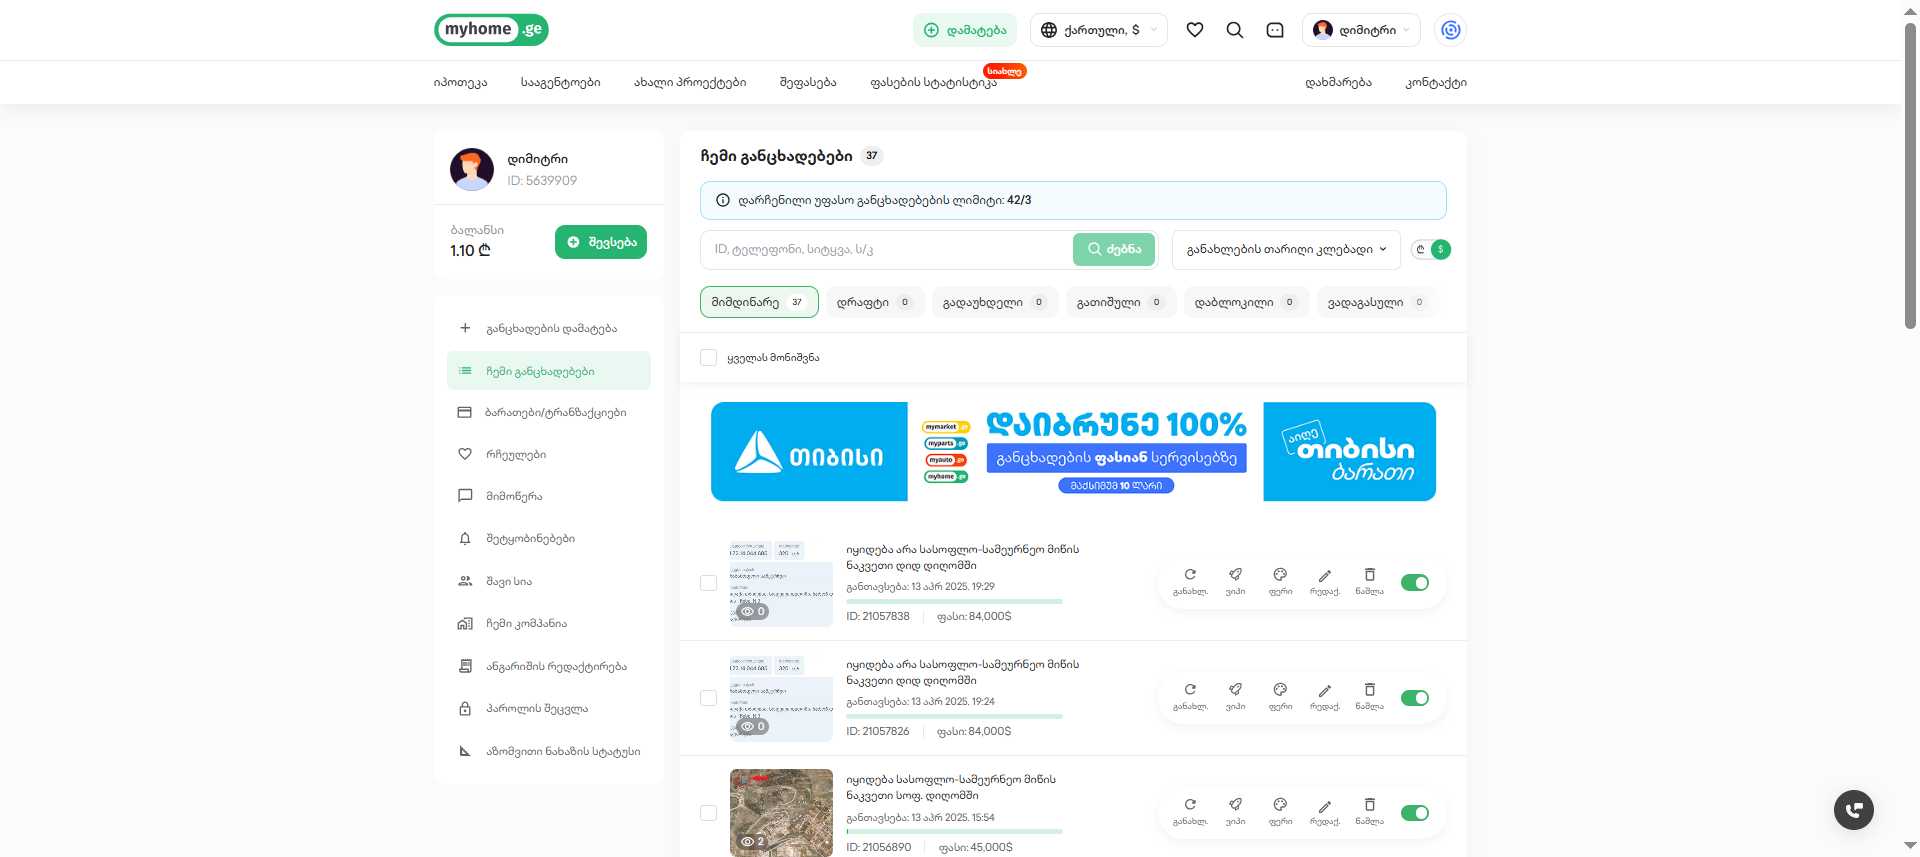 myhome.ge
დამატება
ქართული, $
დიმიტრი
იპოთეკა
სააგენტოები
ახალი პროექტები
შეფასება
ფასების სტატისტიკა
სიახლე
დახმარება
კონტაქტი
დიმიტრი
ID: 5639909
ბალანსი
1.10 ₾
შევსება
განცხადების დამატება
ჩემი განცხადებები
ბარათები/ტრანზაქციები
რჩეულები
მიმოწერა
შეტყობინებები
შავი სია
ჩემი კომპანია
ანგარიშის რედაქტირება
პაროლის შეცვლა
აზომვითი ნახაზის სტატუსი
ჩემი განცხადებები 37
დარჩენილი უფასო განცხადებების ლიმიტი: 42/3
ID, ტელეფონი, სიტყვა, ს/კ
ძებნა
განახლების თარიღი კლებადი
₾ $
მიმდინარე 37
დრაფტი 0
გადაუხდელი 0
გათიშული 0
დაბლოკილი 0
ვადაგასული 0
ყველას მონიშვნა
თიბისი
mymarket.ge
myparts.ge
myauto.ge
myhome.ge
დაიბრუნე 100%
განცხადების ფასიან სერვისებზე
მაქსიმუმ 10 ლარი
აიღე
თიბისი
ბარათი
0
იყიდება არა სასოფლო-სამეურნეო მიწის
ნაკვეთი დიდ დიღომში
განთავსება: 13 აპრ 2025, 19:29
ID: 21057838 ფასი: 84,000$
განახლ. ვიპი ფერი რედაქ. წაშლა
0
იყიდება არა სასოფლო-სამეურნეო მიწის
ნაკვეთი დიდ დიღომში
განთავსება: 13 აპრ 2025, 19:24
ID: 21057826 ფასი: 84,000$
განახლ. ვიპი ფერი რედაქ. წაშლა
2
იყიდება სასოფლო-სამეურნეო მიწის
ნაკვეთი სოფ. დიღომში
განთავსება: 13 აპრ 2025, 15:54
ID: 21056890 ფასი: 45,000$
განახლ. ვიპი ფერი რედაქ. წაშლა